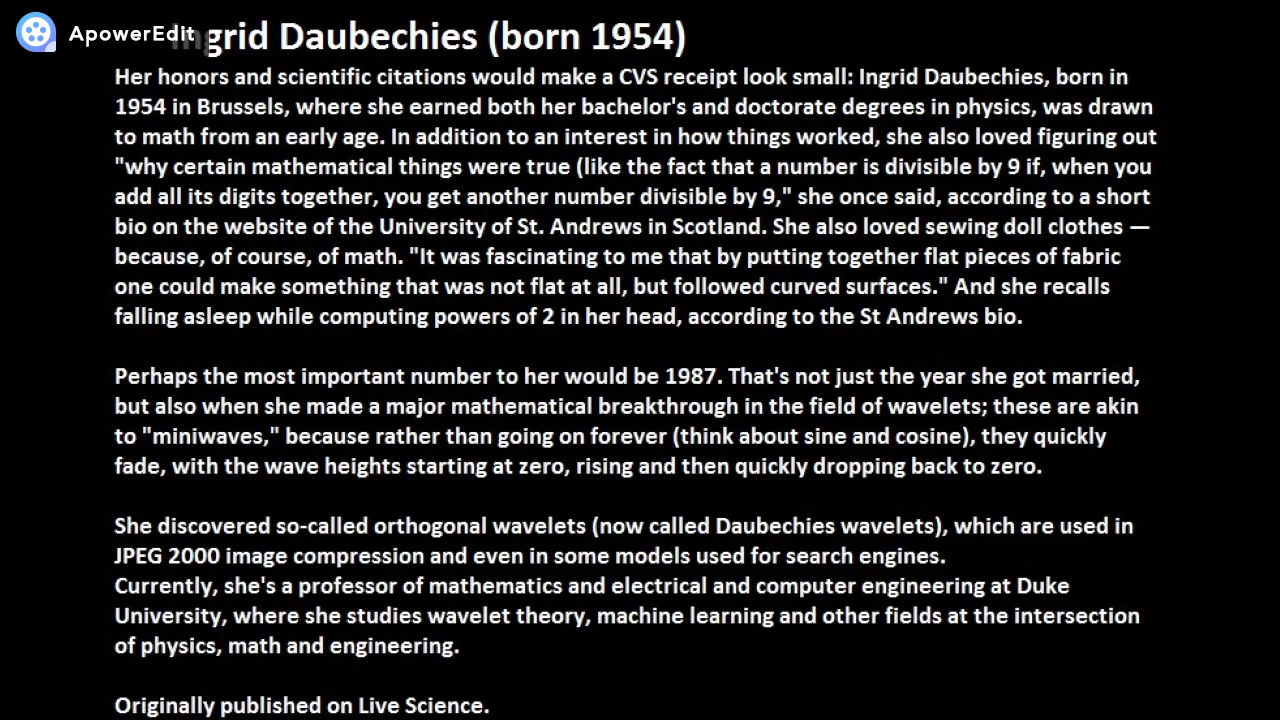 ApowerEdit
Ingrid Daubechies (born 1954)
Her honors and scientific citations would make a CVS receipt look small: Ingrid Daubechies, born in
1954 in Brussels, where she earned both her bachelor's and doctorate degrees in physics, was drawn
to math from an early age. In addition to an interest in how things worked, she also loved figuring out
"why certain mathematical things were true (like the fact that a number is divisible by 9 if, when you
add all its digits together, you get another number divisible by 9," she once said, according to a short
bio on the website of the University of St. Andrews in Scotland. She also loved sewing doll clothes —
because, of course, of math. "It was fascinating to me that by putting together flat pieces of fabric
one could make something that was not flat at all, but followed curved surfaces." And she recalls
falling asleep while computing powers of 2 in her head, according to the St Andrews bio.
Perhaps the most important number to her would be 1987. That's not just the year she got married,
but also when she made a major mathematical breakthrough in the field of wavelets; these are akin
to "miniwaves," because rather than going on forever (think about sine and cosine), they quickly
fade, with the wave heights starting at zero, rising and then quickly dropping back to zero.
She discovered so-called orthogonal wavelets (now called Daubechies wavelets), which are used in
JPEG 2000 image compression and even in some models used for search engines.
Currently, she's a professor of mathematics and electrical and computer engineering at Duke
University, where she studies wavelet theory, machine learning and other fields at the intersection
of physics, math and engineering.
Originally published on Live Science.